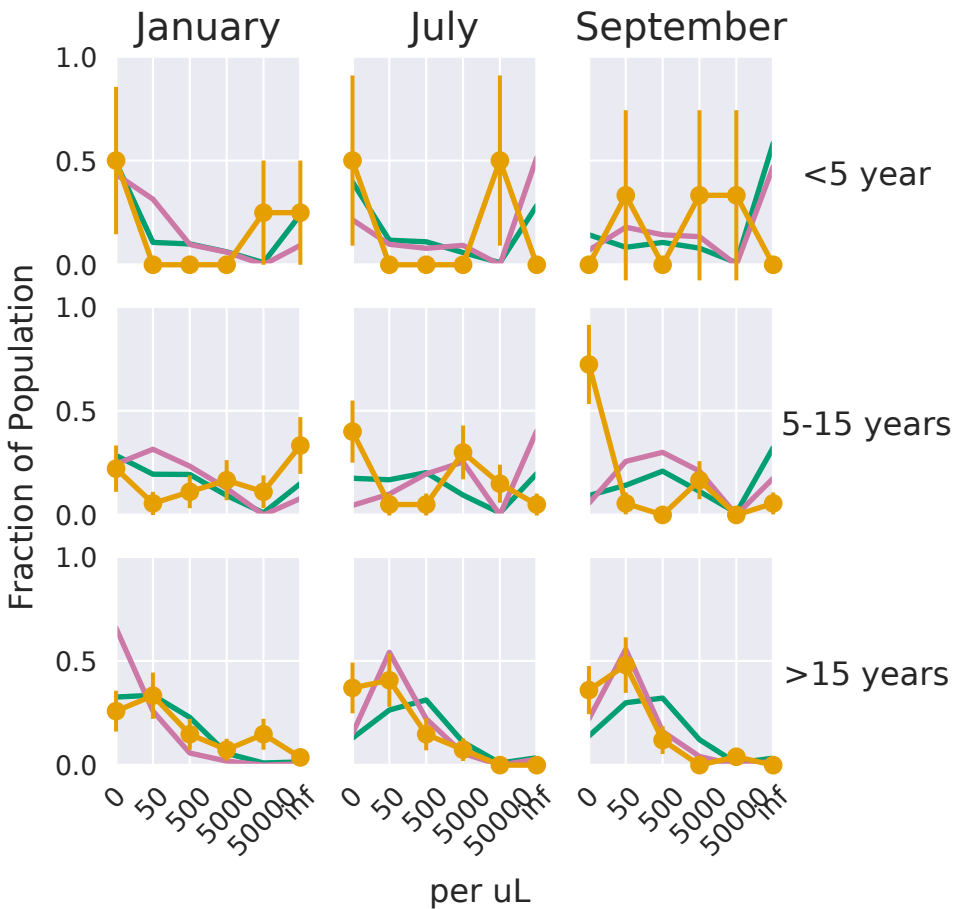 January July September
1.0
0.5
0.0
<5 year
1.0
0.5
0.0
5-15 years
1.0
0.5
0.0
>15 years
Fraction of Population
0 50 500 5000 50000 inf 0 50 500 5000 50000 inf 0 50 500 5000 50000 inf
per uL